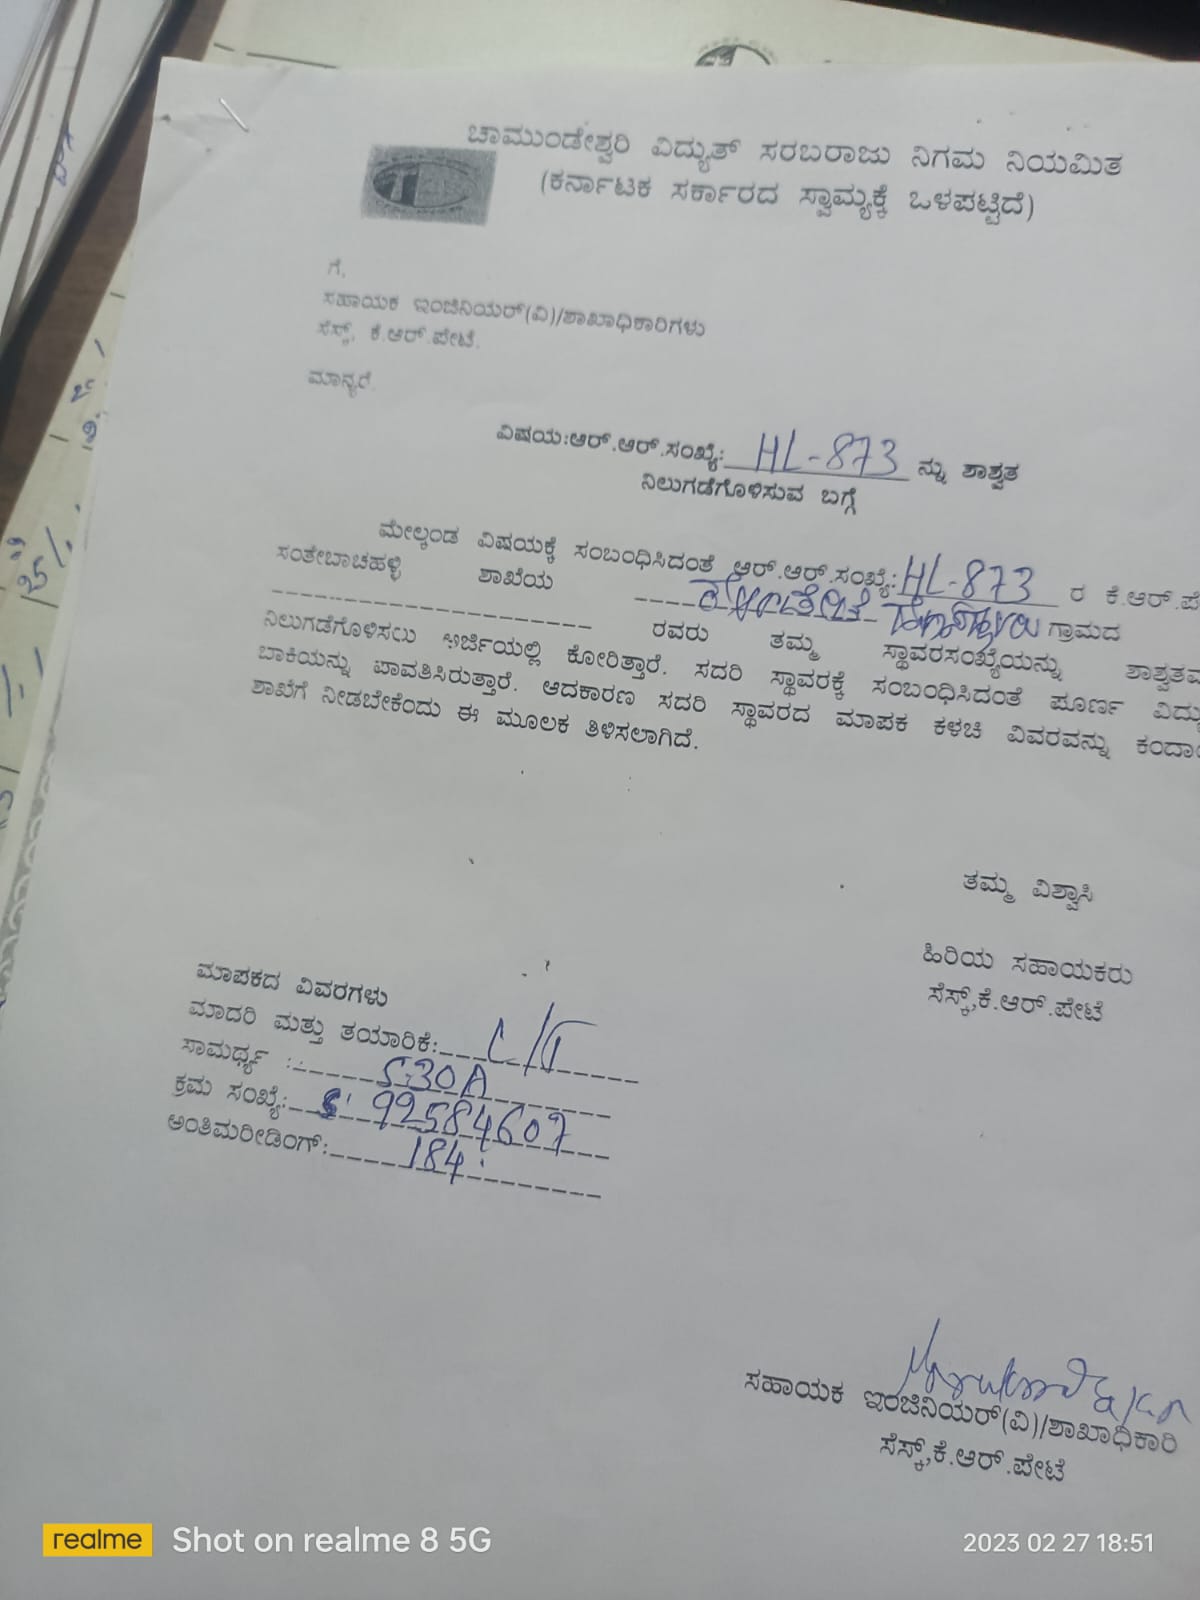 ಚಾಮುಂಡೇಶ್ವರಿ ವಿದ್ಯುತ್ ಸರಬರಾಜು ನಿಗಮ ನಿಯಮಿತ
(ಕರ್ನಾಟಕ ಸರ್ಕಾರದ ಸ್ವಾಮ್ಯಕ್ಕೆ ಒಳಪಟ್ಟಿದೆ)
ಗೆ,
ಸಹಾಯಕ ಇಂಜಿನಿಯರ್(ವಿ)/ಶಾಖಾಧಿಕಾರಿಗಳು
ಸೆಸ್ಕ್, ಕೆ.ಆರ್.ಪೇಟೆ.
ಮಾನ್ಯರೆ.
ವಿಷಯ:ಆರ್.ಆರ್.ಸಂಖ್ಯೆ: HL-873 ನ್ನು ಶಾಶ್ವತ
ನಿಲುಗಡೆಗೊಳಿಸುವ ಬಗ್ಗೆ
ಮೇಲ್ಕಂಡ ವಿಷಯಕ್ಕೆ ಸಂಬಂಧಿಸಿದಂತೆ ಆರ್.ಆರ್.ಸಂಖ್ಯೆ: HL-873 ರ ಕೆ.ಆರ್.ಪೇ
ಸಂತೇಬಾಚಹಳ್ಳಿ ಶಾಖೆಯ ಗ್ರಾಮದ
ರವರು ತಮ್ಮ ಸ್ಥಾವರಸಂಖ್ಯೆಯನ್ನು ಶಾಶ್ವತವ
ನಿಲುಗಡೆಗೊಳಿಸಲು ಅರ್ಜಿಯಲ್ಲಿ ಕೋರಿತ್ತಾರೆ. ಸದರಿ ಸ್ಥಾವರಕ್ಕೆ ಸಂಬಂಧಿಸಿದಂತೆ ಪೂರ್ಣ ವಿದ್ಯು
ಬಾಕಿಯನ್ನು ಪಾವತಿಸಿರುತ್ತಾರೆ. ಆದಕಾರಣ ಸದರಿ ಸ್ಥಾವರದ ಮಾಪಕ ಕಳಚಿ ವಿವರವನ್ನು ಕಂದಾ
ಶಾಖೆಗೆ ನೀಡಬೇಕೆಂದು ಈ ಮೂಲಕ ತಿಳಿಸಲಾಗಿದೆ.
ತಮ್ಮ ವಿಶ್ವಾಸಿ
ಹಿರಿಯ ಸಹಾಯಕರು
ಸೆಸ್ಕ್,ಕೆ.ಆರ್.ಪೇಟೆ
ಮಾಪಕದ ವಿವರಗಳು
ಮಾದರಿ ಮತ್ತು ತಯಾರಿಕೆ: L/T
ಸಾಮರ್ಥ್ಯ : 5-30A
ಕ್ರಮ ಸಂಖ್ಯೆ: 92584607
ಅಂತಿಮರೀಡಿಂಗ್: 184
ಸಹಾಯಕ ಇಂಜಿನಿಯರ್(ವಿ)/ಶಾಖಾಧಿಕಾರಿ
ಸೆಸ್ಕ್,ಕೆ.ಆರ್.ಪೇಟೆ
realme Shot on realme 8 5G
2023 02 27 18:51